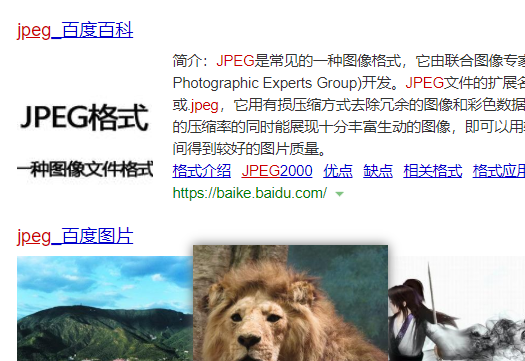 jpeg_百度百科
简介：JPEG是常见的一种图像格式，它由联合图像专家
Photographic Experts Group)开发。JPEG文件的扩展名
或.jpeg，它用有损压缩方式去除冗余的图像和彩色数据
的压缩率的同时能展现十分丰富生动的图像，即可以用
间得到较好的图片质量。
JPEG格式
一种图像文件格式
格式介绍 JPEG2000 优点 缺点 相关格式 格式应用
https://baike.baidu.com/
jpeg_百度图片